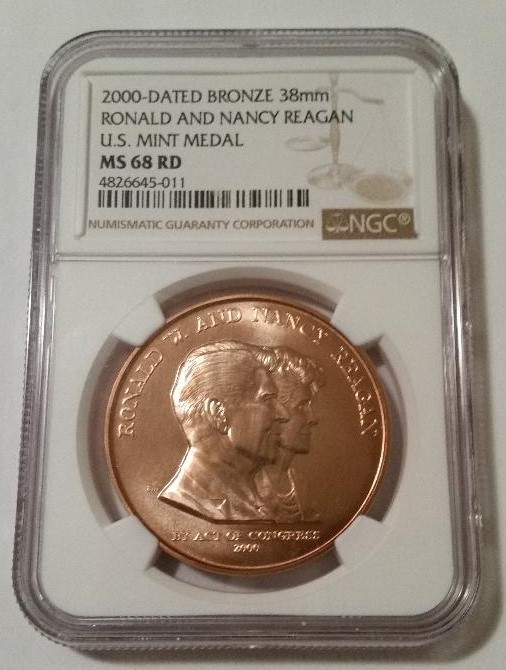 2000-DATED BRONZE 38mm
RONALD AND NANCY REAGAN
U.S. MINT MEDAL
MS 68 RD
4826645-011
NUMISMATIC GUARANTY CORPORATION NGC®
RONALD W. AND NANCY REAGAN
BY ACT OF CONGRESS
2000